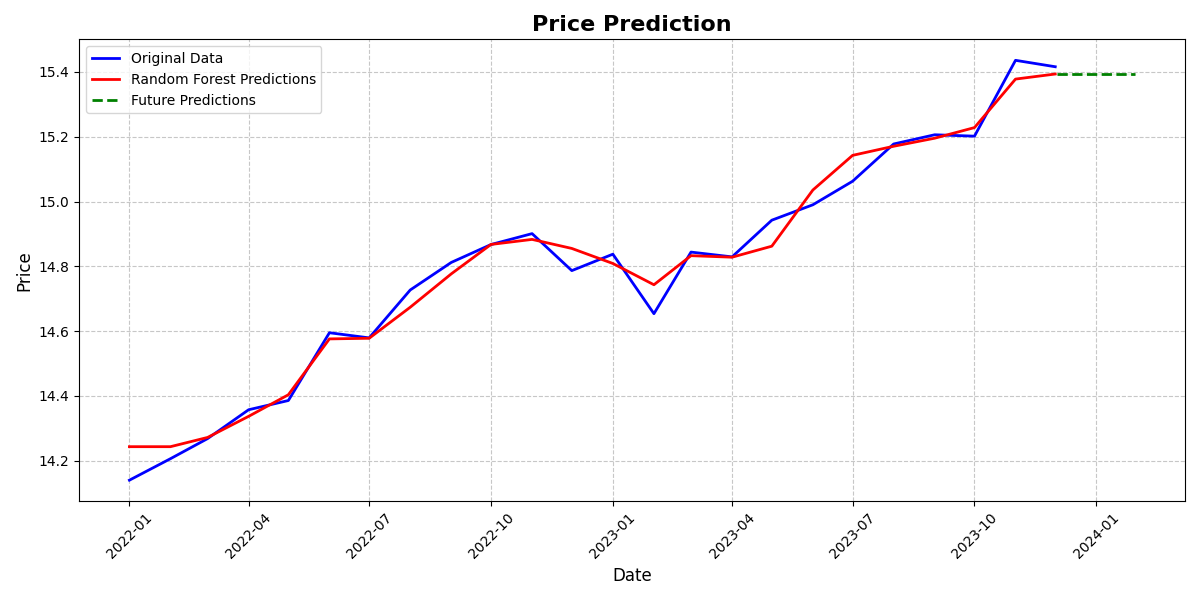 Price Prediction
Original Data
Random Forest Predictions
Future Predictions
Price
15.4
15.2
15.0
14.8
14.6
14.4
14.2
2022-01
2022-04
2022-07
2022-10
2023-01
2023-04
2023-07
2023-10
2024-01
Date